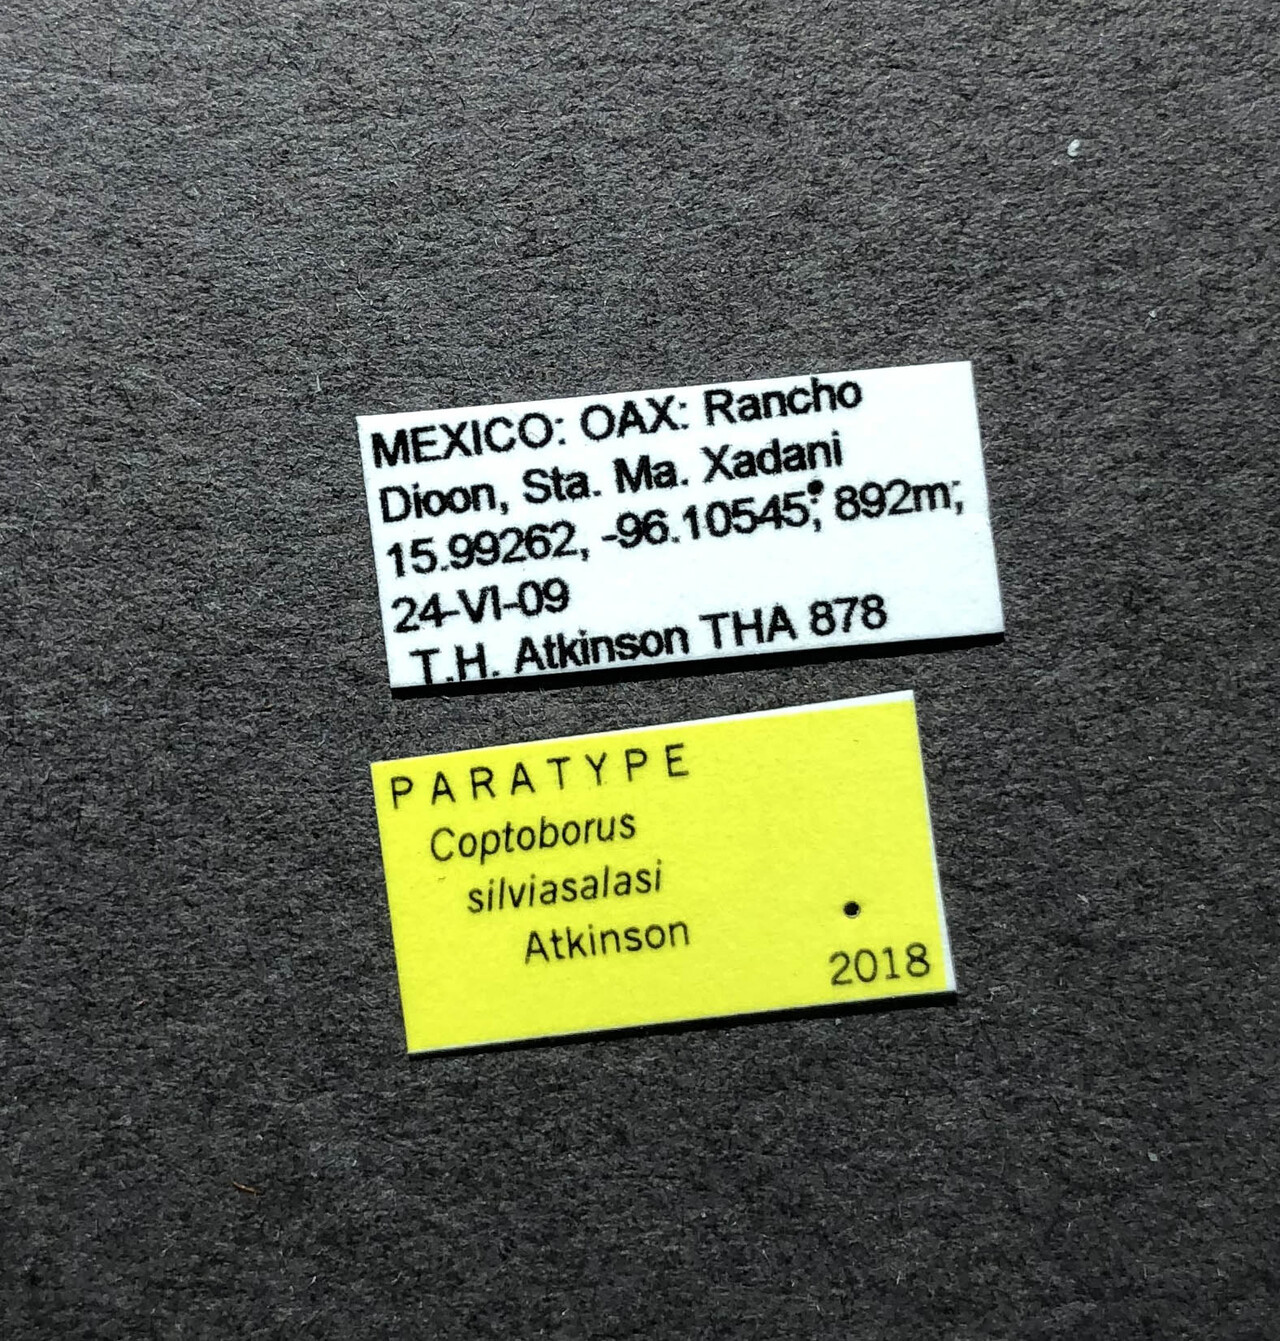 MEXICO: OAX: Rancho
Dioon, Sta. Ma. Xadani
15.99262, -96.10545; 892m;
24-VI-09
T.H. Atkinson THA 878
PARATYPE
Coptoborus
silviasalasi
Atkinson
2018